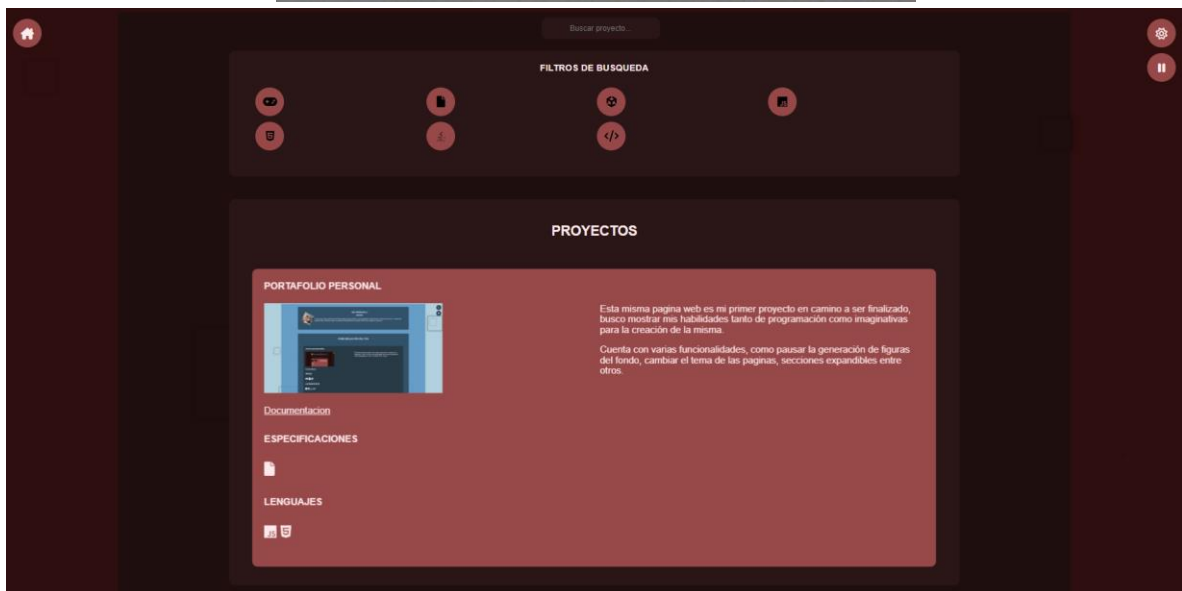 Buscar proyecto...
FILTROS DE BUSQUEDA
PROYECTOS
PORTAFOLIO PERSONAL
Esta misma pagina web es mi primer proyecto en camino a ser finalizado,
busco mostrar mis habilidades tanto de programación como imaginativas
para la creación de la misma.
Cuenta con varias funcionalidades, como pausar la generación de figuras
del fondo, cambiar el tema de las paginas, secciones expandibles entre
otros.
Documentacion
ESPECIFICACIONES
LENGUAJES
JS